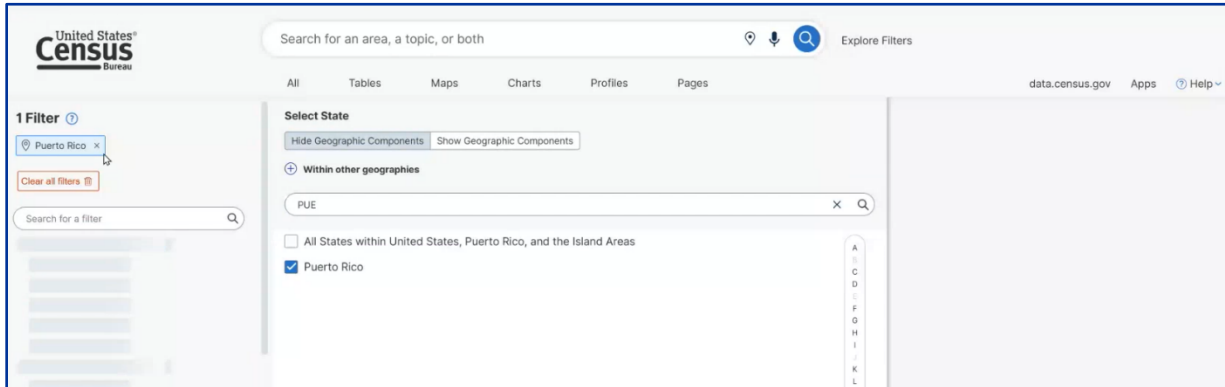 United States®
Census
Bureau
Search for an area, a topic, or both
Explore Filters
All Tables Maps Charts Profiles Pages
data.census.gov Apps ? Help
1 Filter ?
Puerto Rico ×
Clear all filters
Search for a filter
Select State
Hide Geographic Components Show Geographic Components
Within other geographies
PUE
All States within United States, Puerto Rico, and the Island Areas
Puerto Rico
A
C
D
F
G
H
I
K
L